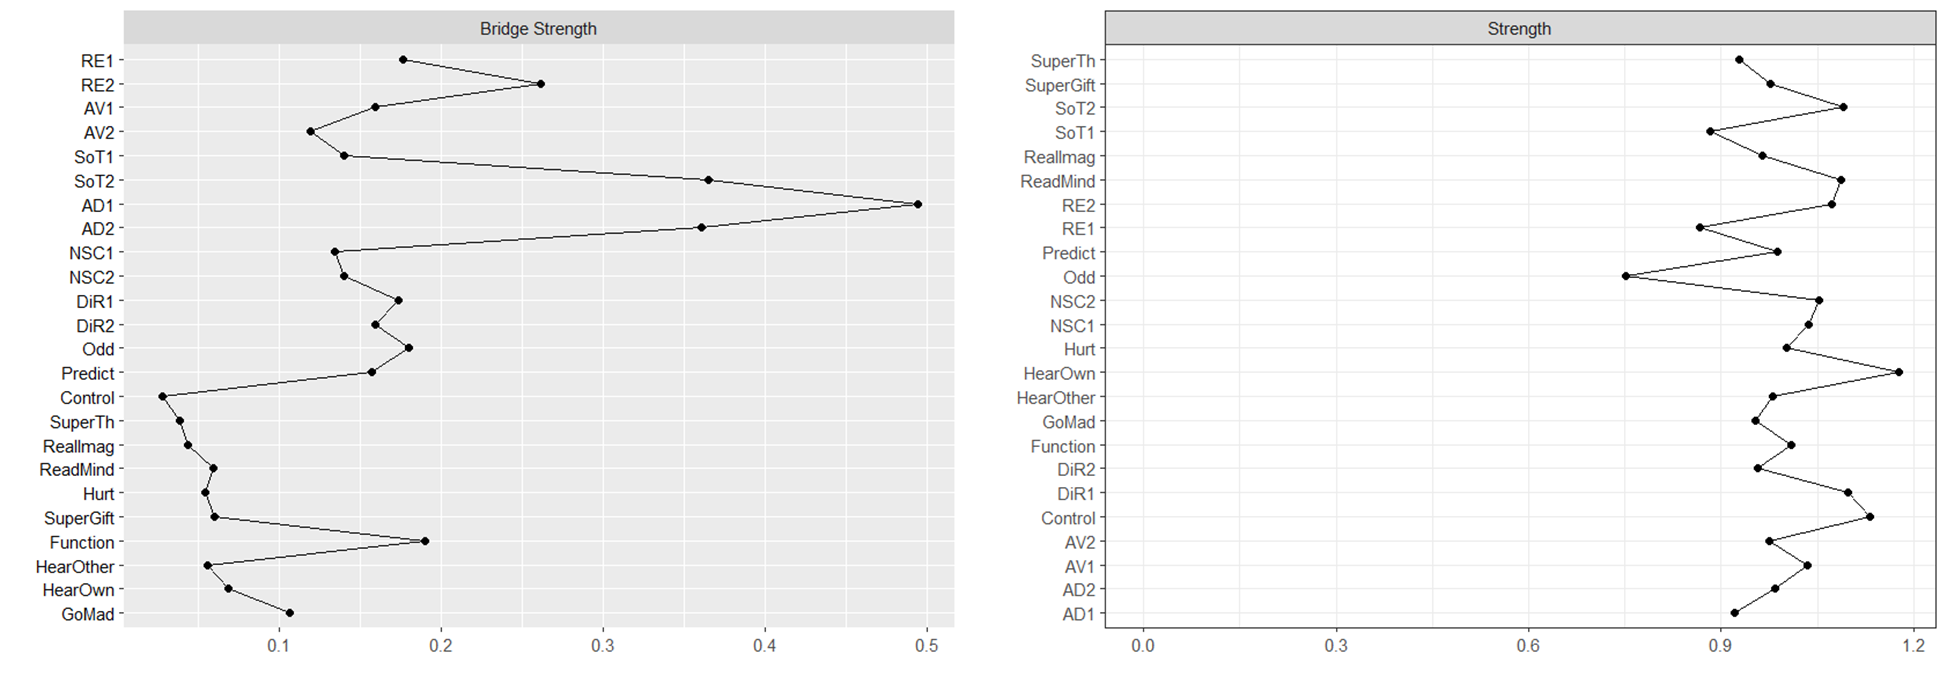 Bridge Strength
RE1
RE2
AV1
AV2
SoT1
SoT2
AD1
AD2
NSC1
NSC2
DiR1
DiR2
Odd
Predict
Control
SuperTh
RealImag
ReadMind
Hurt
SuperGift
Function
HearOther
HearOwn
GoMad
0.1 0.2 0.3 0.4 0.5
Strength
SuperTh
SuperGift
SoT2
SoT1
RealImag
ReadMind
RE2
RE1
Predict
Odd
NSC2
NSC1
Hurt
HearOwn
HearOther
GoMad
Function
DiR2
DiR1
Control
AV2
AV1
AD2
AD1
0.0 0.3 0.6 0.9 1.2